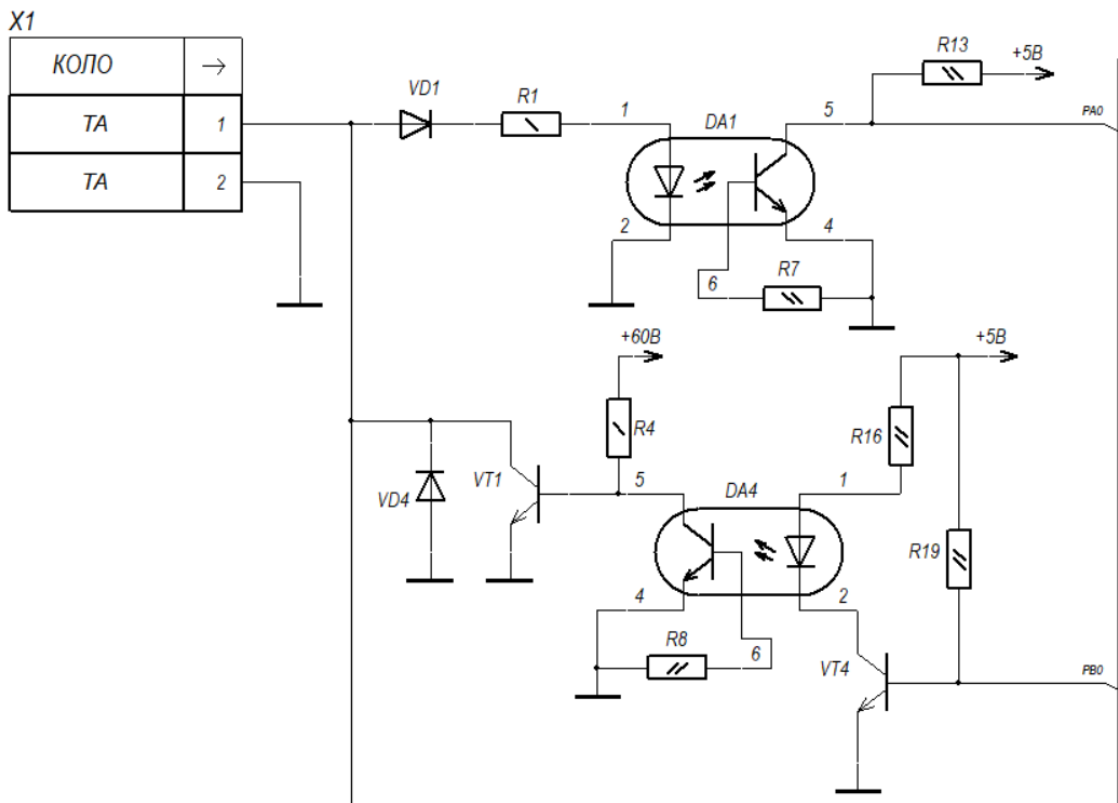 X1
КОЛО →
ТА 1
ТА 2
VD1
R1
1
DA1
5
R13
+5В
PA0
2
4
6
R7
+60В
R4
+5В
R16
VD4
VT1
5
DA4
1
R19
4
2
R8
6
VT4
PB0